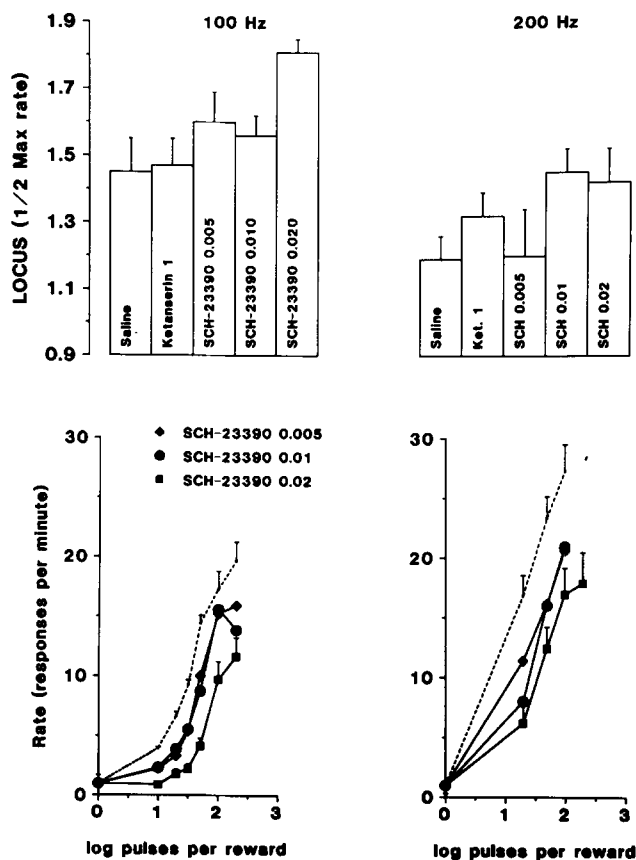 100 Hz
200 Hz
LOCUS (1/2 Max rate)
1.9
1.7
1.5
1.3
1.1
0.9
Saline
Ketanserin 1
SCH-23390 0.005
SCH-23390 0.010
SCH-23390 0.020
Saline
Ket. 1
SCH 0.005
SCH 0.01
SCH 0.02
Rate (responses per minute)
30
20
10
0
SCH-23390 0.005
SCH-23390 0.01
SCH-23390 0.02
0 1 2 3
log pulses per reward
30
20
10
0
0 1 2 3
log pulses per reward